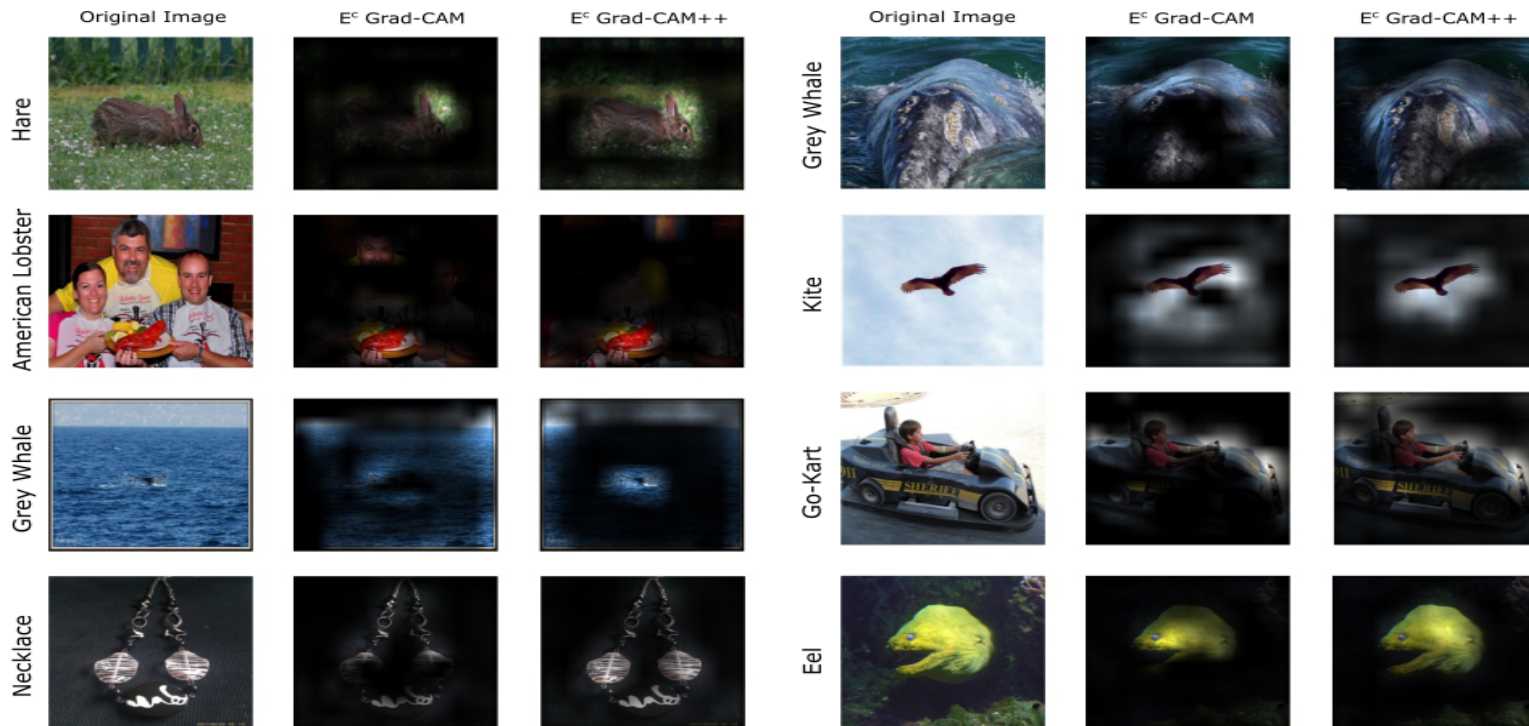 Original Image E^c Grad-CAM E^c Grad-CAM++ Original Image E^c Grad-CAM E^c Grad-CAM++
Hare
Grey Whale
American Lobster
Kite
Grey Whale
Go-Kart
SHERIFF
SHERIFF
SHERIFF
Necklace
Eel